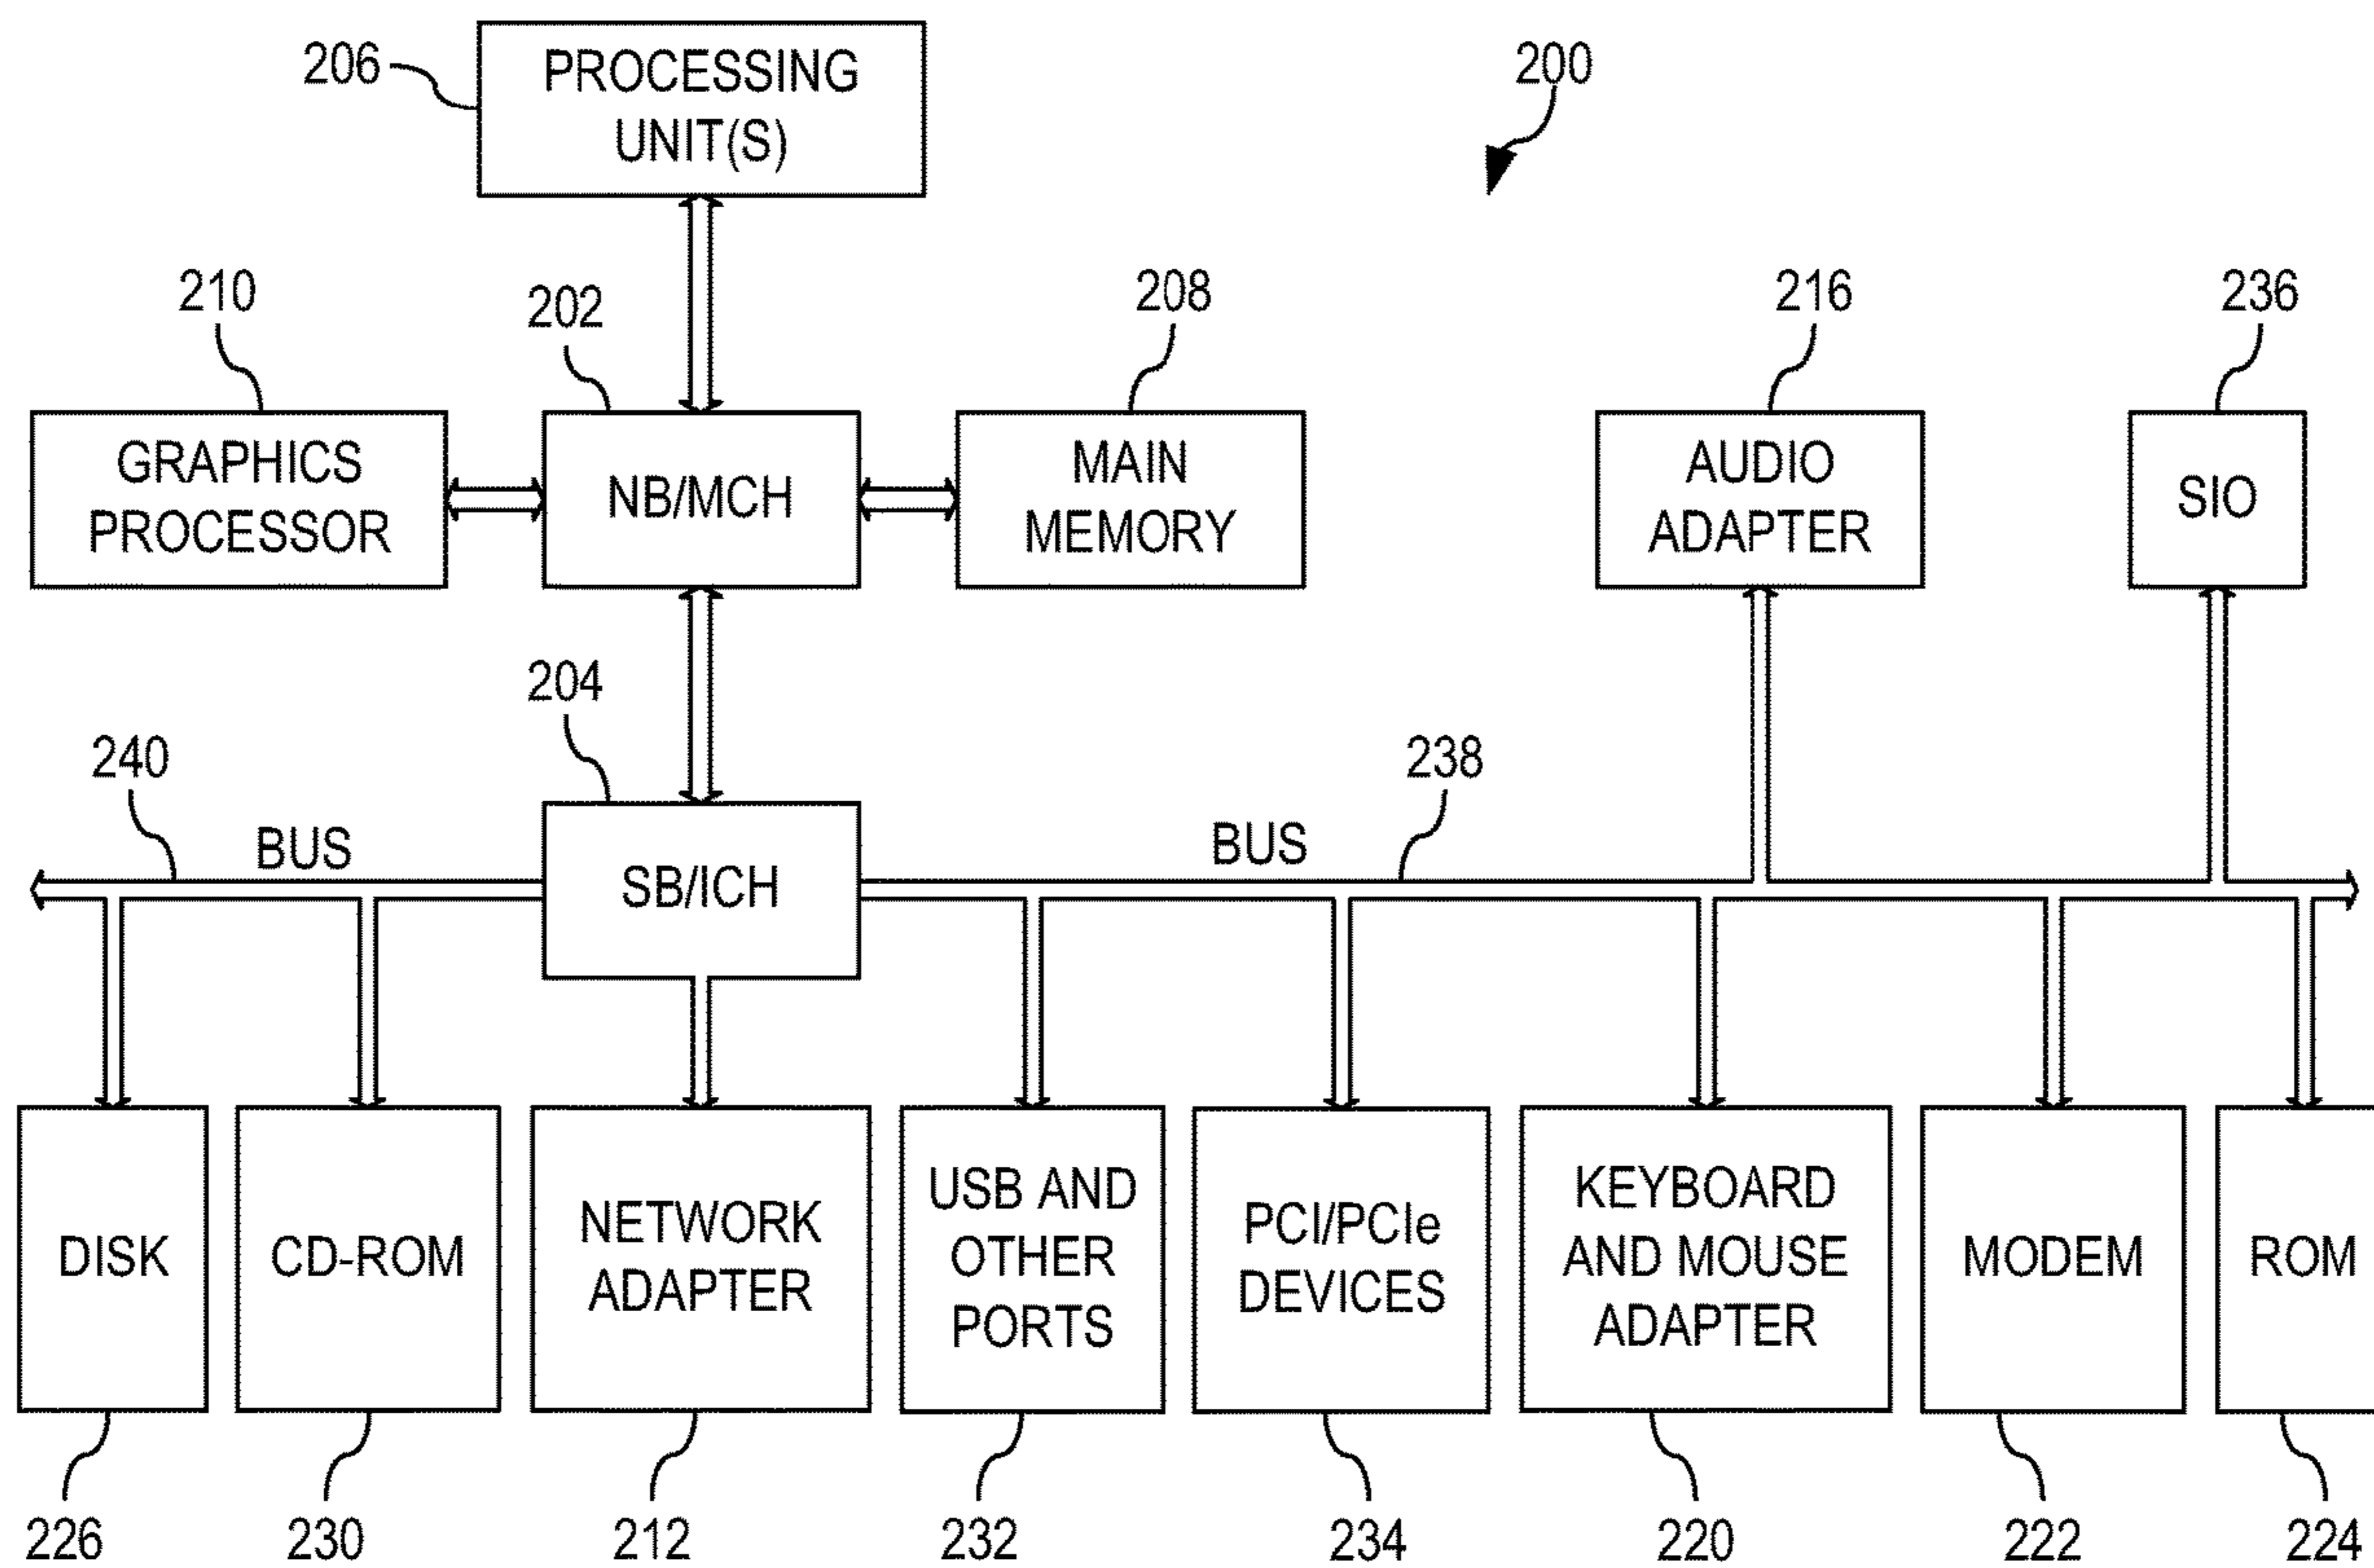 206
PROCESSING
UNIT(S)
200
210
202
208
216
236
GRAPHICS
PROCESSOR
NB/MCH
MAIN
MEMORY
AUDIO
ADAPTER
SIO
204
240
238
BUS
BUS
SB/ICH
DISK
CD-ROM
NETWORK
ADAPTER
USB AND
OTHER
PORTS
PCI/PCIe
DEVICES
KEYBOARD
AND MOUSE
ADAPTER
MODEM
ROM
226
230
212
232
234
220
222
224